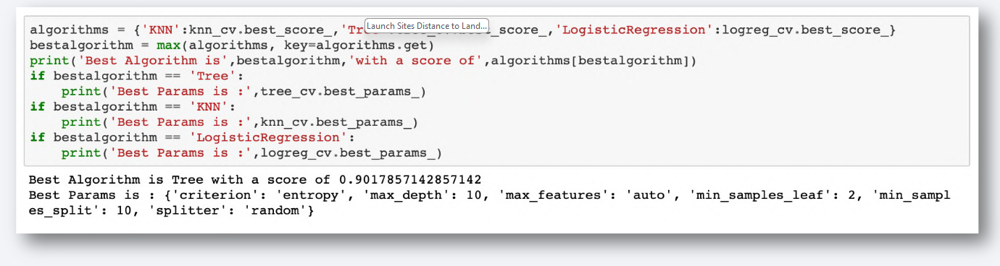 algorithms = {'KNN':knn_cv.best_score_,'Tr score_,'LogisticRegression':logreg_cv.best_score_}
Launch Sites Distance to Land...
bestalgorithm = max(algorithms, key=algorithms.get)
print('Best Algorithm is',bestalgorithm,'with a score of',algorithms[bestalgorithm])
if bestalgorithm == 'Tree':
    print('Best Params is :',tree_cv.best_params_)
if bestalgorithm == 'KNN':
    print('Best Params is :',knn_cv.best_params_)
if bestalgorithm == 'LogisticRegression':
    print('Best Params is :',logreg_cv.best_params_)
Best Algorithm is Tree with a score of 0.9017857142857142
Best Params is : {'criterion': 'entropy', 'max_depth': 10, 'max_features': 'auto', 'min_samples_leaf': 2, 'min_sampl
es_split': 10, 'splitter': 'random'}